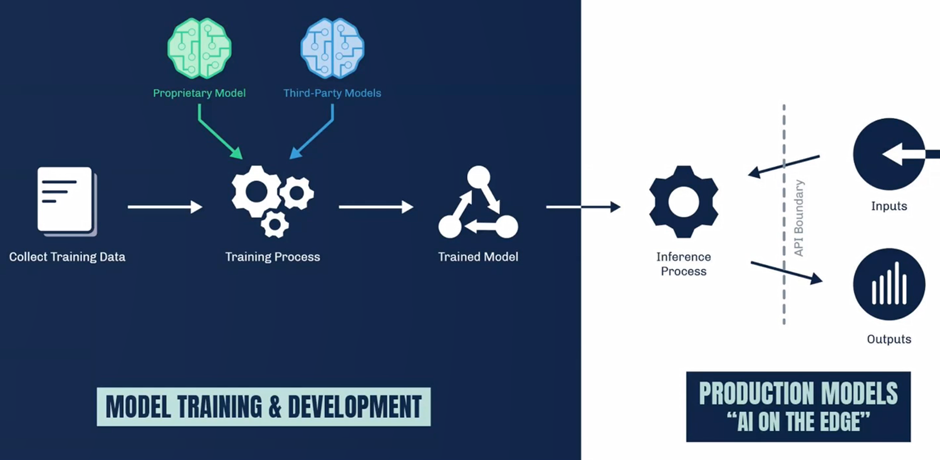 Proprietary Model
Third-Party Models
Collect Training Data
Training Process
Trained Model
Inference
Process
API Boundary
Inputs
Outputs
MODEL TRAINING & DEVELOPMENT
PRODUCTION MODELS
“AI ON THE EDGE”